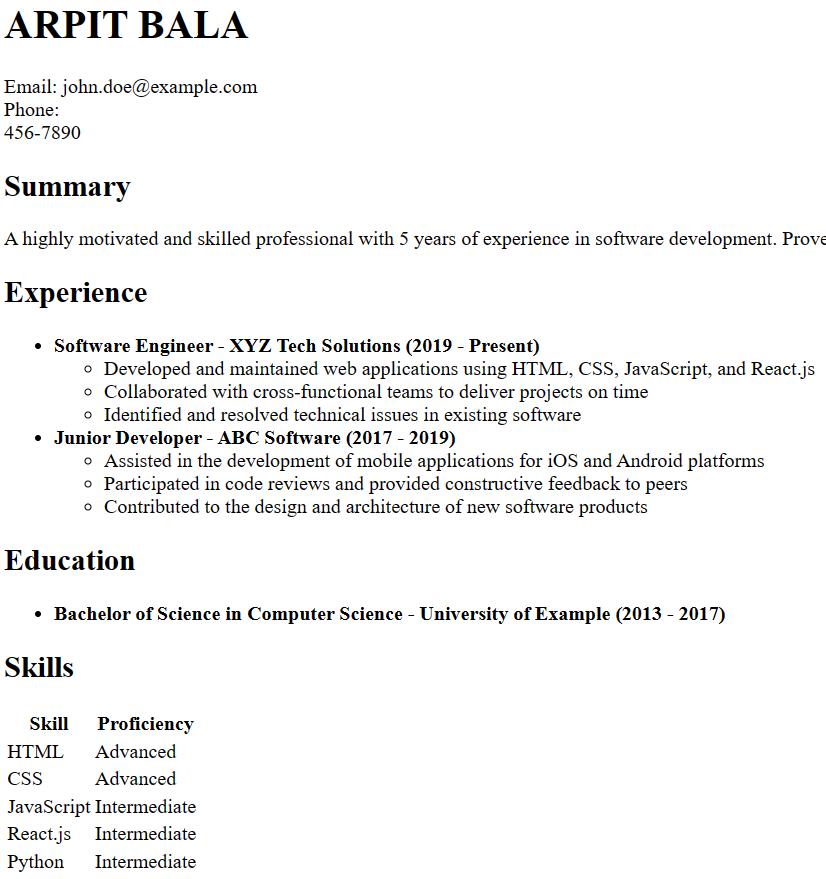 ARPIT BALA
Email: john.doe@example.com
Phone:
456-7890
Summary
A highly motivated and skilled professional with 5 years of experience in software development.
Experience
• Software Engineer - XYZ Tech Solutions (2019 - Present)
◦ Developed and maintained web applications using HTML, CSS, JavaScript, and React.js
◦ Collaborated with cross-functional teams to deliver projects on time
◦ Identified and resolved technical issues in existing software
• Junior Developer - ABC Software (2017 - 2019)
◦ Assisted in the development of mobile applications for iOS and Android platforms
◦ Participated in code reviews and provided constructive feedback to peers
◦ Contributed to the design and architecture of new software products
Education
• Bachelor of Science in Computer Science - University of Example (2013 - 2017)
Skills
Skill Proficiency
HTML Advanced
CSS Advanced
JavaScript Intermediate
React.js Intermediate
Python Intermediate